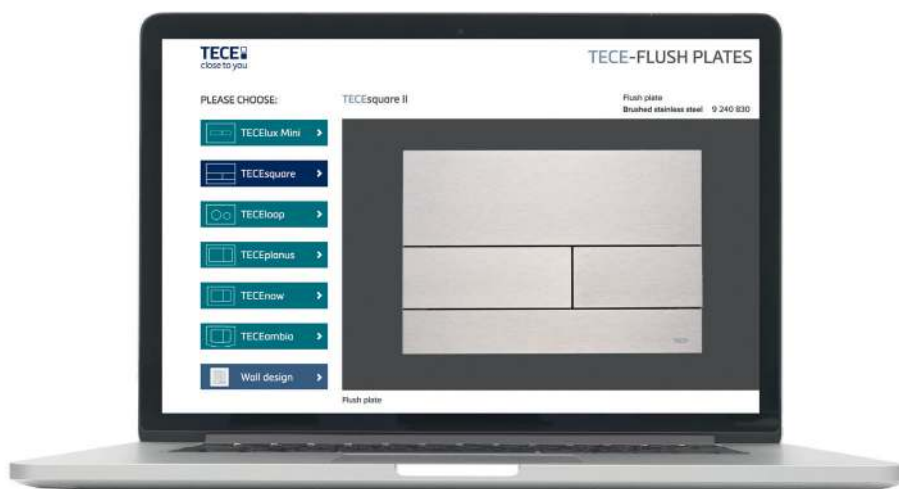 TECE
close to you
TECE-FLUSH PLATES
PLEASE CHOOSE:
TECEsquare II
Flush plate
Brushed stainless steel 9 240 830
TECElux Mini
TECEsquare
TECEloop
TECEplanus
TECEnow
TECEambia
Wall design
TECE
Flush plate